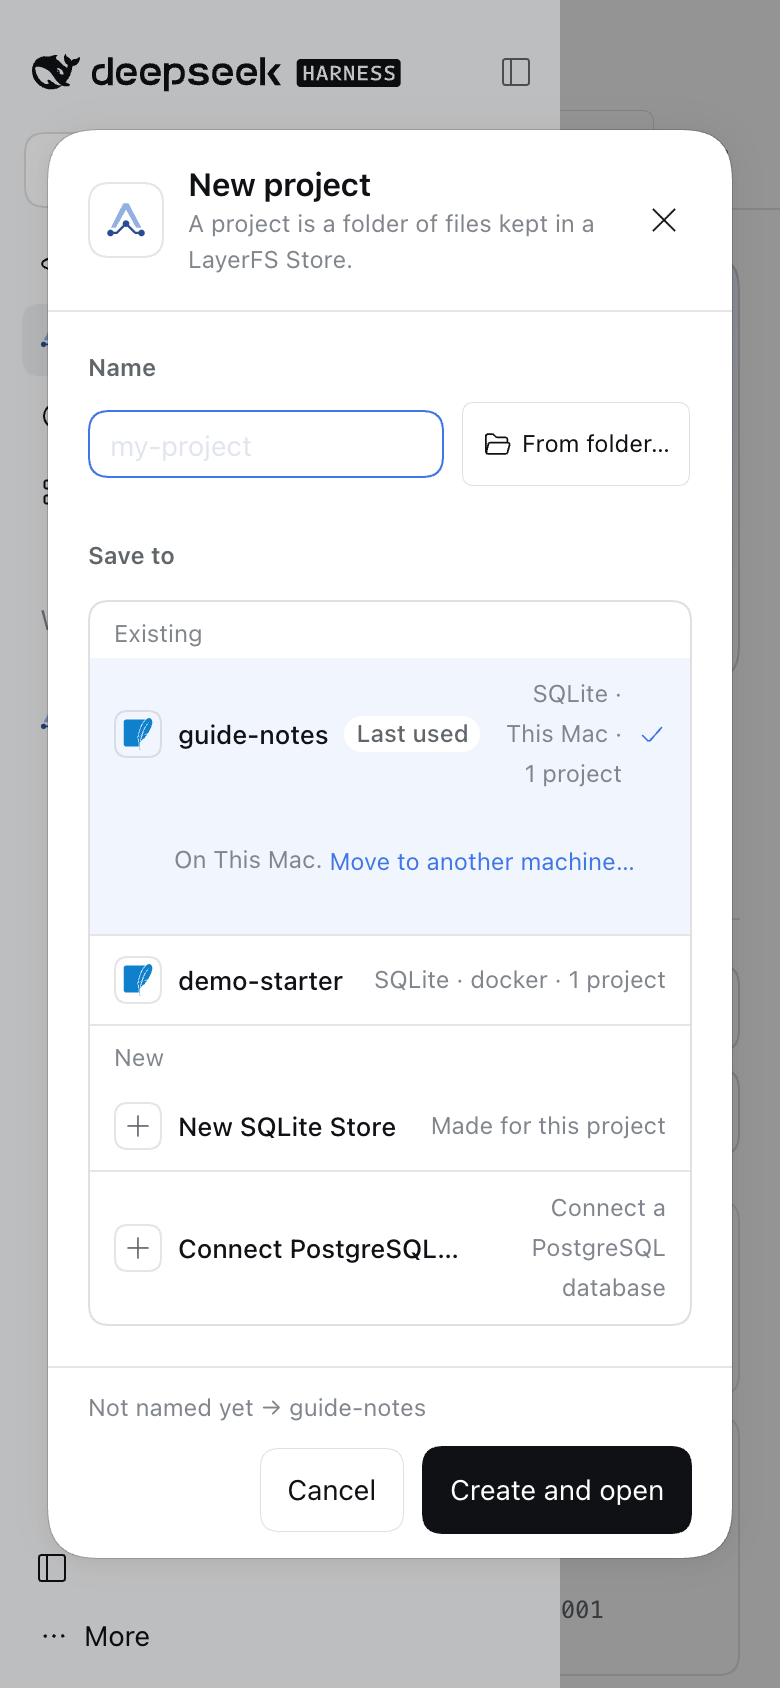 deepseek HARNESS
New project
A project is a folder of files kept in a
LayerFS Store.
Name
my-project
From folder...
Save to
Existing
guide-notes
Last used
SQLite ·
This Mac ·
1 project
On This Mac. Move to another machine...
demo-starter
SQLite · docker · 1 project
New
New SQLite Store
Made for this project
Connect PostgreSQL...
Connect a
PostgreSQL
database
Not named yet → guide-notes
Cancel
Create and open
001
More